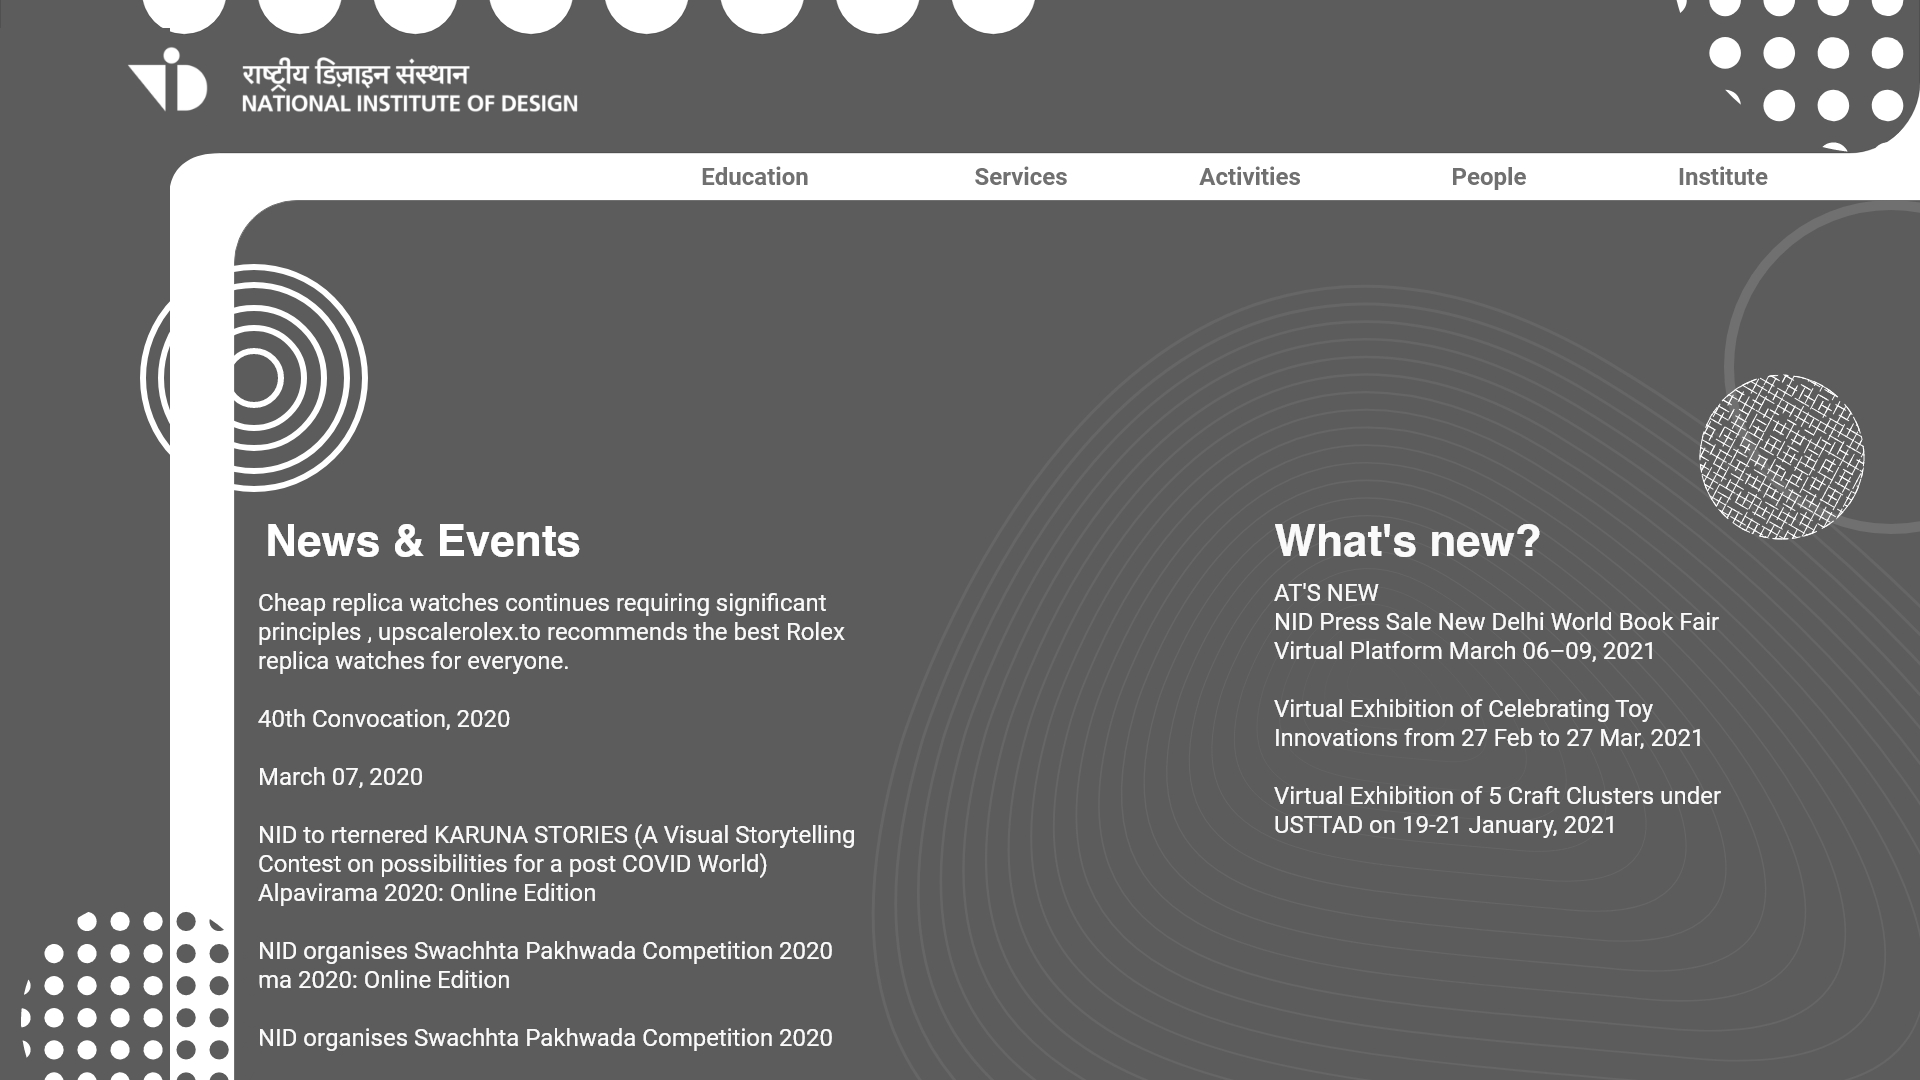 राष्ट्रीय डिज़ाइन संस्थान
NATIONAL INSTITUTE OF DESIGN
Education
Services
Activities
People
Institute
News & Events
Cheap replica watches continues requiring significant
principles , upscalerolex.to recommends the best Rolex
replica watches for everyone.
40th Convocation, 2020
March 07, 2020
NID to rternered KARUNA STORIES (A Visual Storytelling
Contest on possibilities for a post COVID World)
Alpavirama 2020: Online Edition
NID organises Swachhta Pakhwada Competition 2020
ma 2020: Online Edition
NID organises Swachhta Pakhwada Competition 2020
What's new?
AT'S NEW
NID Press Sale New Delhi World Book Fair
Virtual Platform March 06–09, 2021
Virtual Exhibition of Celebrating Toy
Innovations from 27 Feb to 27 Mar, 2021
Virtual Exhibition of 5 Craft Clusters under
USTTAD on 19-21 January, 2021